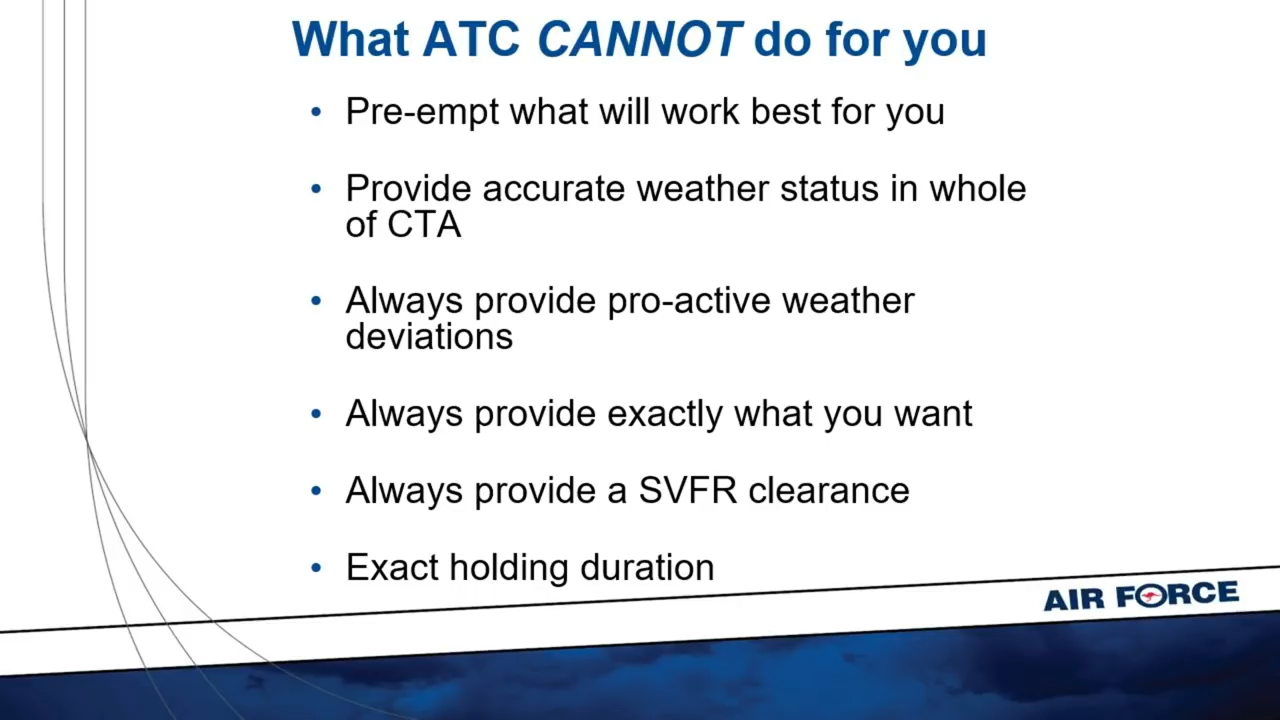 What ATC CANNOT do for you
• Pre-empt what will work best for you
• Provide accurate weather status in whole
of CTA
• Always provide pro-active weather
deviations
• Always provide exactly what you want
• Always provide a SVFR clearance
• Exact holding duration
AIR FORCE